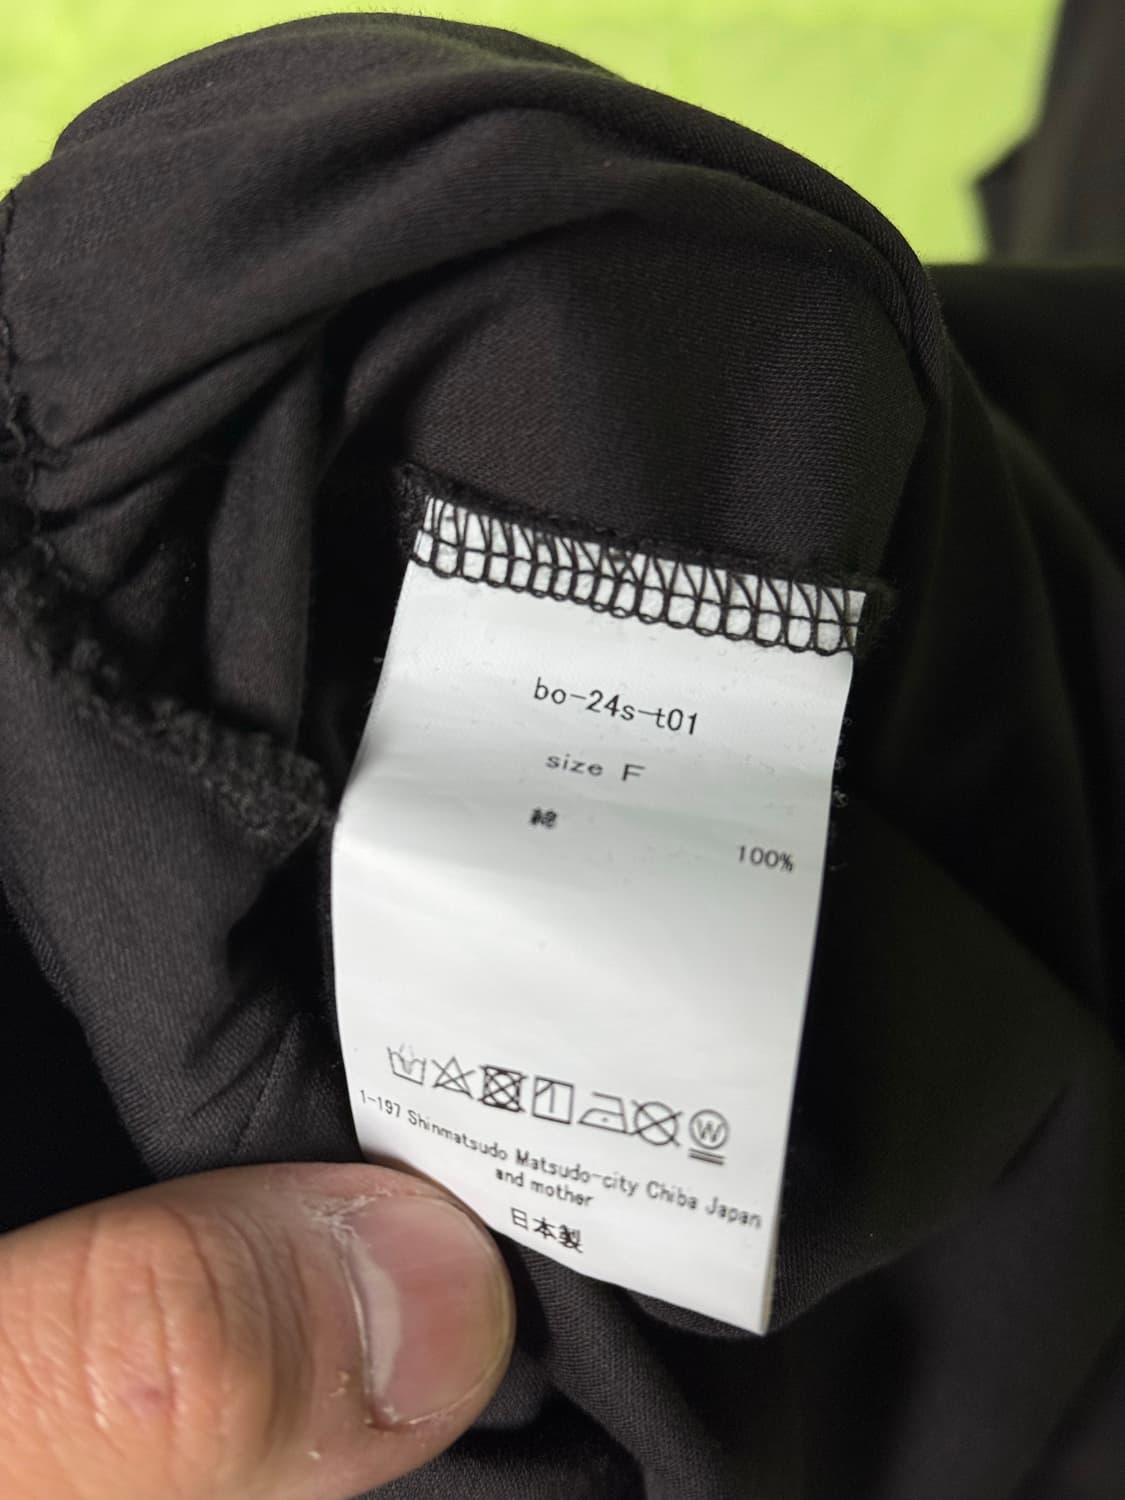 bo-24s-t01
size F
綿 100%
W
1-197 Shinmatsudo Matsudo-city Chiba Japan
and mother
日本製